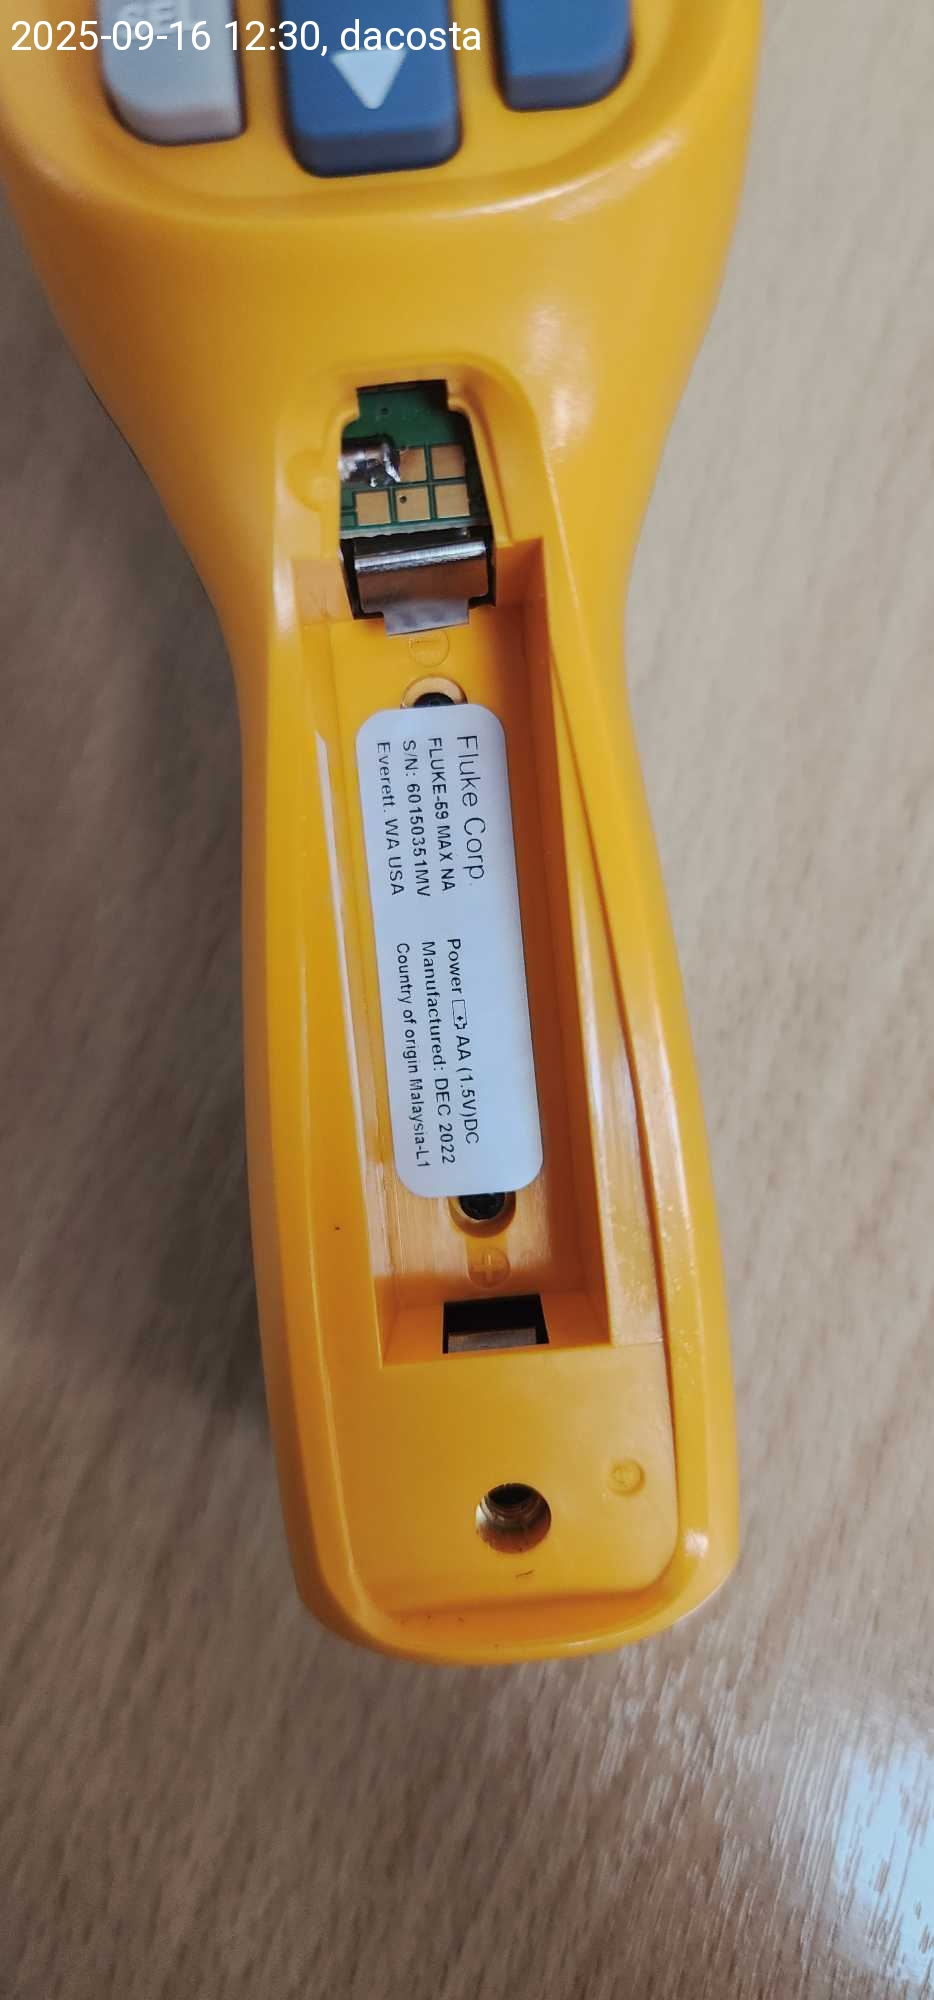 2025-09-16 12:30, dacosta
SEL
Fluke Corp.
FLUKE-59 MAX NA
S/N: 60150351MV
Everett. WA USA
Power + AA (1.5V)DC
Manufactured: DEC 2022
Country of origin Malaysia-L1